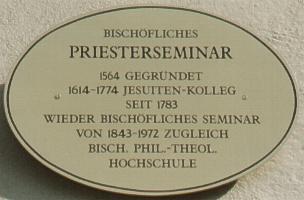 BISCHÖFLICHES
PRIESTERSEMINAR
1564 GEGRÜNDET
1614-1774 JESUITEN-KOLLEG
SEIT 1783
WIEDER BISCHÖFLICHES SEMINAR
VON 1843-1972 ZUGLEICH
BISCH. PHIL.-THEOL.
HOCHSCHULE